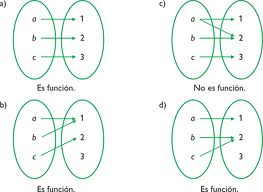 a)
a 1
b 2
c 3
Es función.
c)
a 1
b 2
c 3
No es función.
b)
a 1
b 2
c 3
Es función.
d)
a 1
b 2
c 3
Es función.